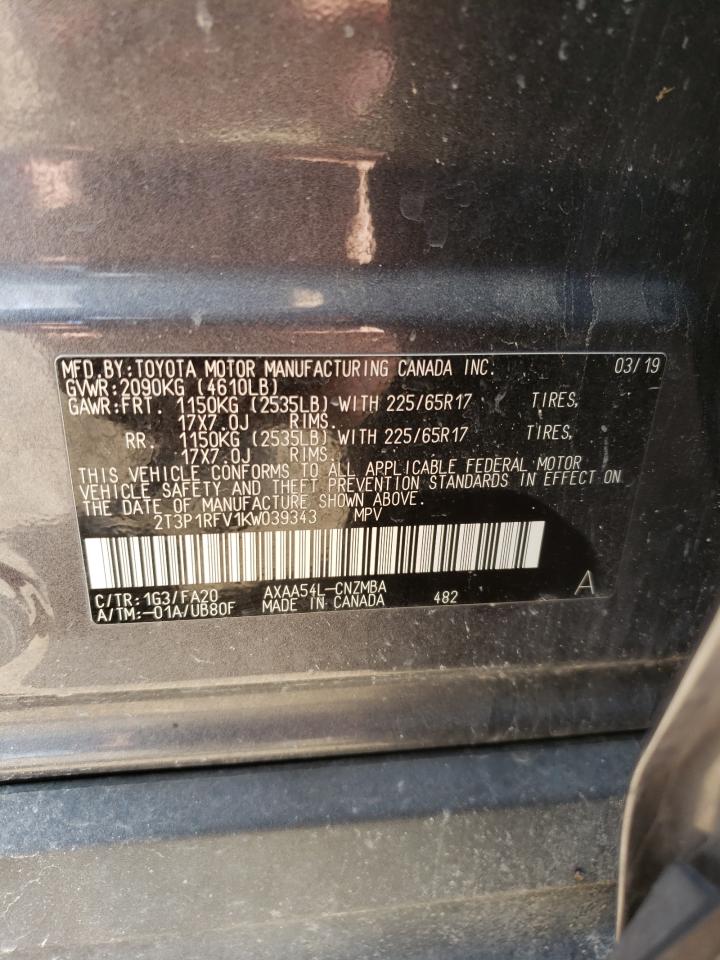 MFD.BY:TOYOTA MOTOR MANUFACTURING CANADA INC. 03/19
GVWR:2090KG (4610LB)
GAWR:FRT. 1150KG (2535LB) WITH 225/65R17 TIRES,
17X7.0J RIMS.
RR. 1150KG (2535LB) WITH 225/65R17 TIRES,
17X7.0J RIMS.
THIS VEHICLE CONFORMS TO ALL APPLICABLE FEDERAL MOTOR
VEHICLE SAFETY AND THEFT PREVENTION STANDARDS IN EFFECT ON
THE DATE OF MANUFACTURE SHOWN ABOVE.
2T3P1RFV1KW039343 MPV
C/TR:1G3/FA20 AXAA54L-CNZMBA
A/TM:-01A/UB80F MADE IN CANADA 482 A